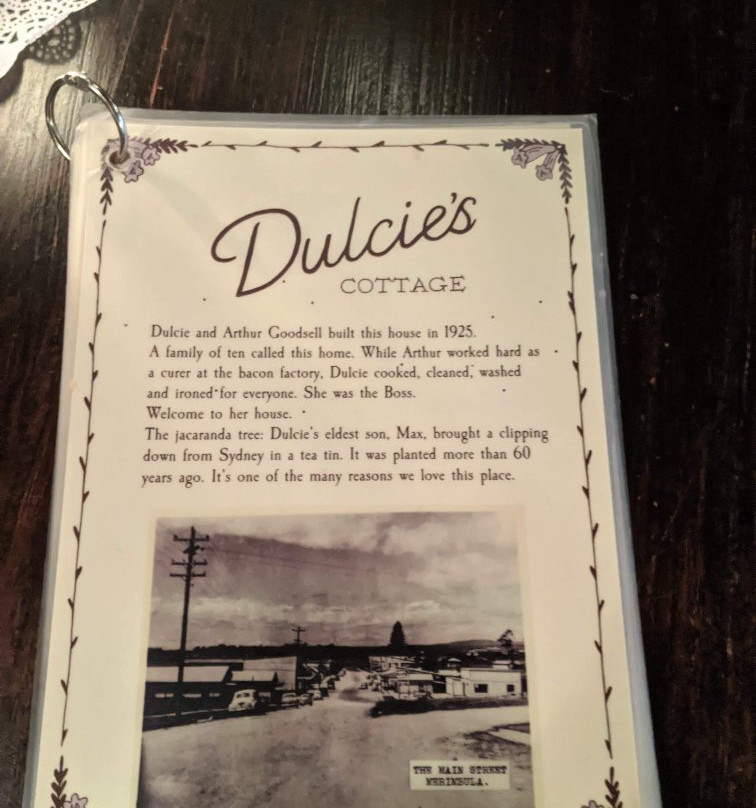 Dulcie's
COTTAGE
Dulcie and Arthur Goodsell built this house in 1925.
A family of ten called this home. While Arthur worked hard as
a curer at the bacon factory, Dulcie cooked, cleaned, washed
and ironed for everyone. She was the Boss.
Welcome to her house.
The jacaranda tree: Dulcie's eldest son, Max, brought a clipping
down from Sydney in a tea tin. It was planted more than 60
years ago. It's one of the many reasons we love this place.
THE MAIN STREET
MERIMBULA.